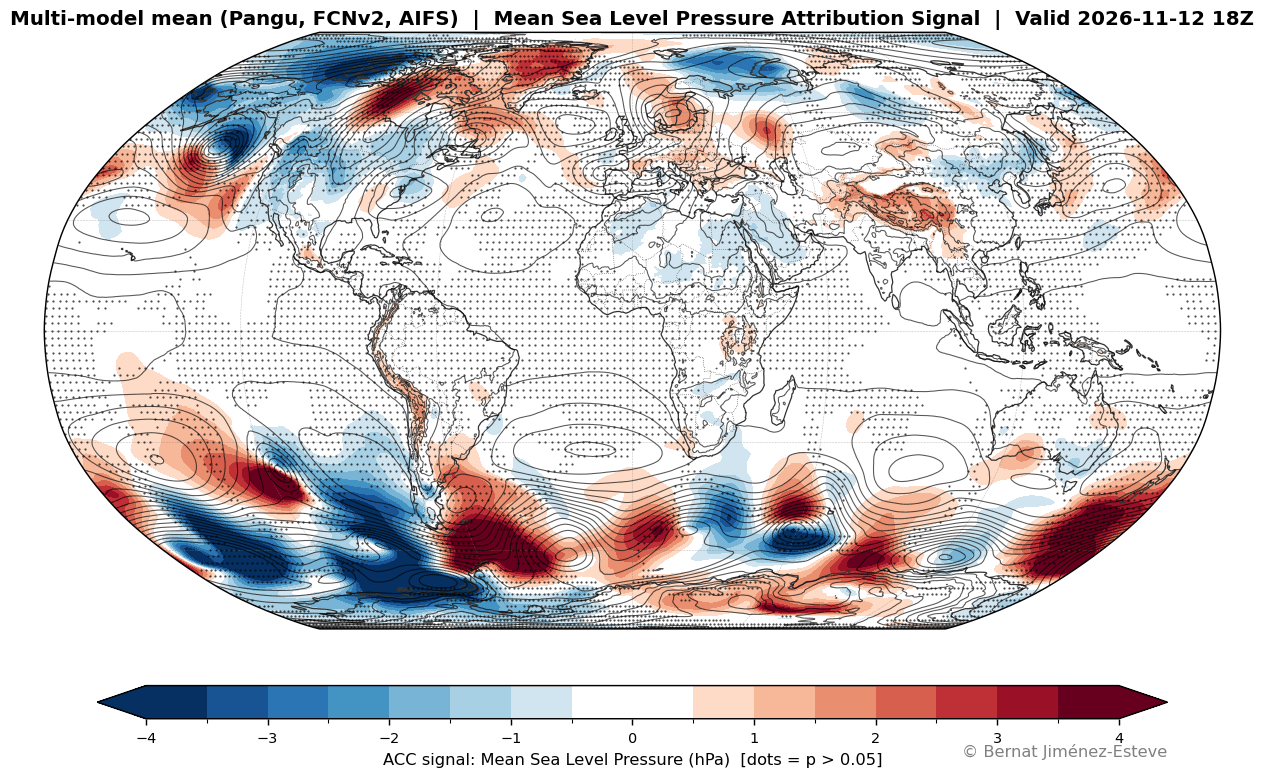 Multi-model mean (Pangu, FCNv2, AIFS)  |  Mean Sea Level Pressure Attribution Signal  |  Valid 2026-11-12 18Z
−4 −3 −2 −1 0 1 2 3 4
ACC signal: Mean Sea Level Pressure (hPa)  [dots = p > 0.05]
© Bernat Jiménez-Esteve